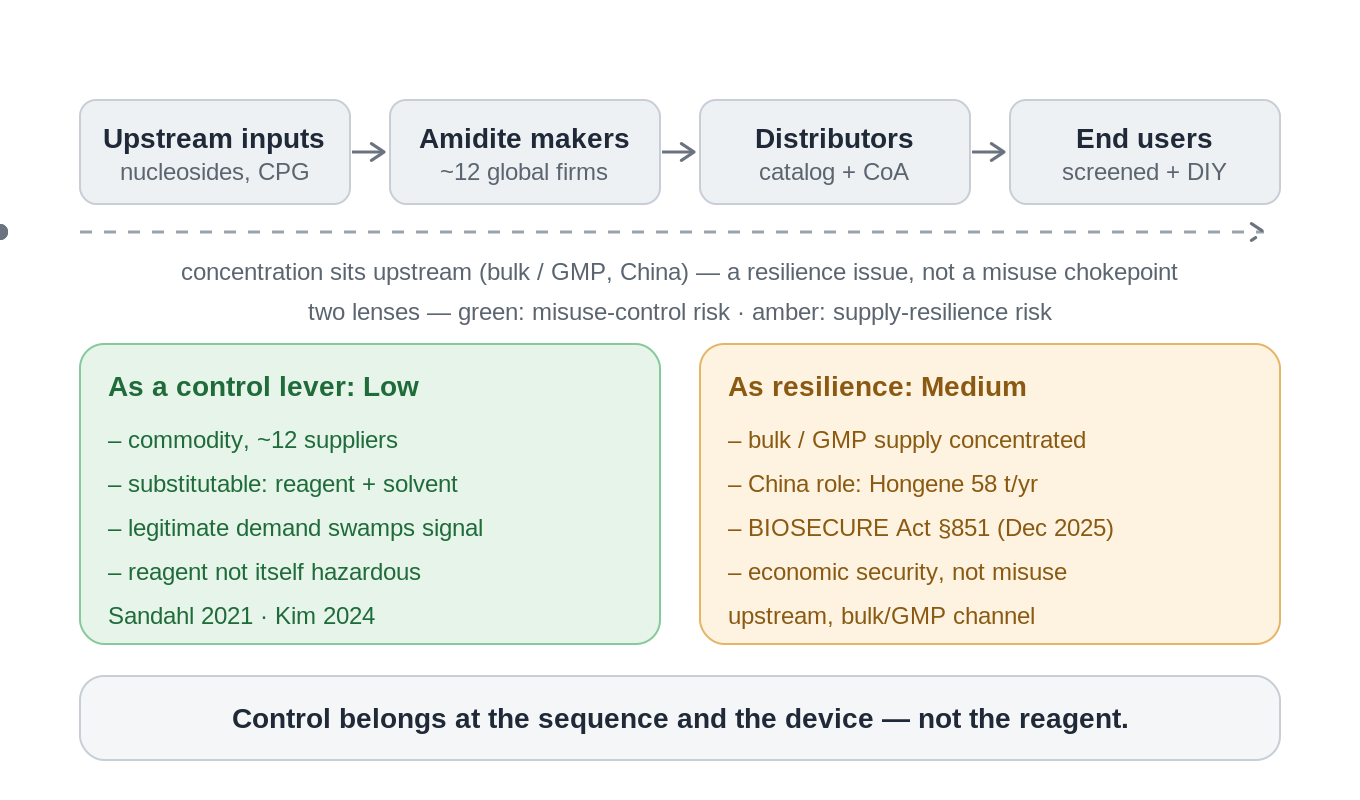 Upstream inputs
nucleosides, CPG
Amidite makers
~12 global firms
Distributors
catalog + CoA
End users
screened + DIY
concentration sits upstream (bulk / GMP, China) — a resilience issue, not a misuse chokepoint
two lenses — green: misuse-control risk · amber: supply-resilience risk
As a control lever: Low
– commodity, ~12 suppliers
– substitutable: reagent + solvent
– legitimate demand swamps signal
– reagent not itself hazardous
Sandahl 2021 · Kim 2024
As resilience: Medium
– bulk / GMP supply concentrated
– China role: Hongene 58 t/yr
– BIOSECURE Act §851 (Dec 2025)
– economic security, not misuse
upstream, bulk/GMP channel
Control belongs at the sequence and the device — not the reagent.